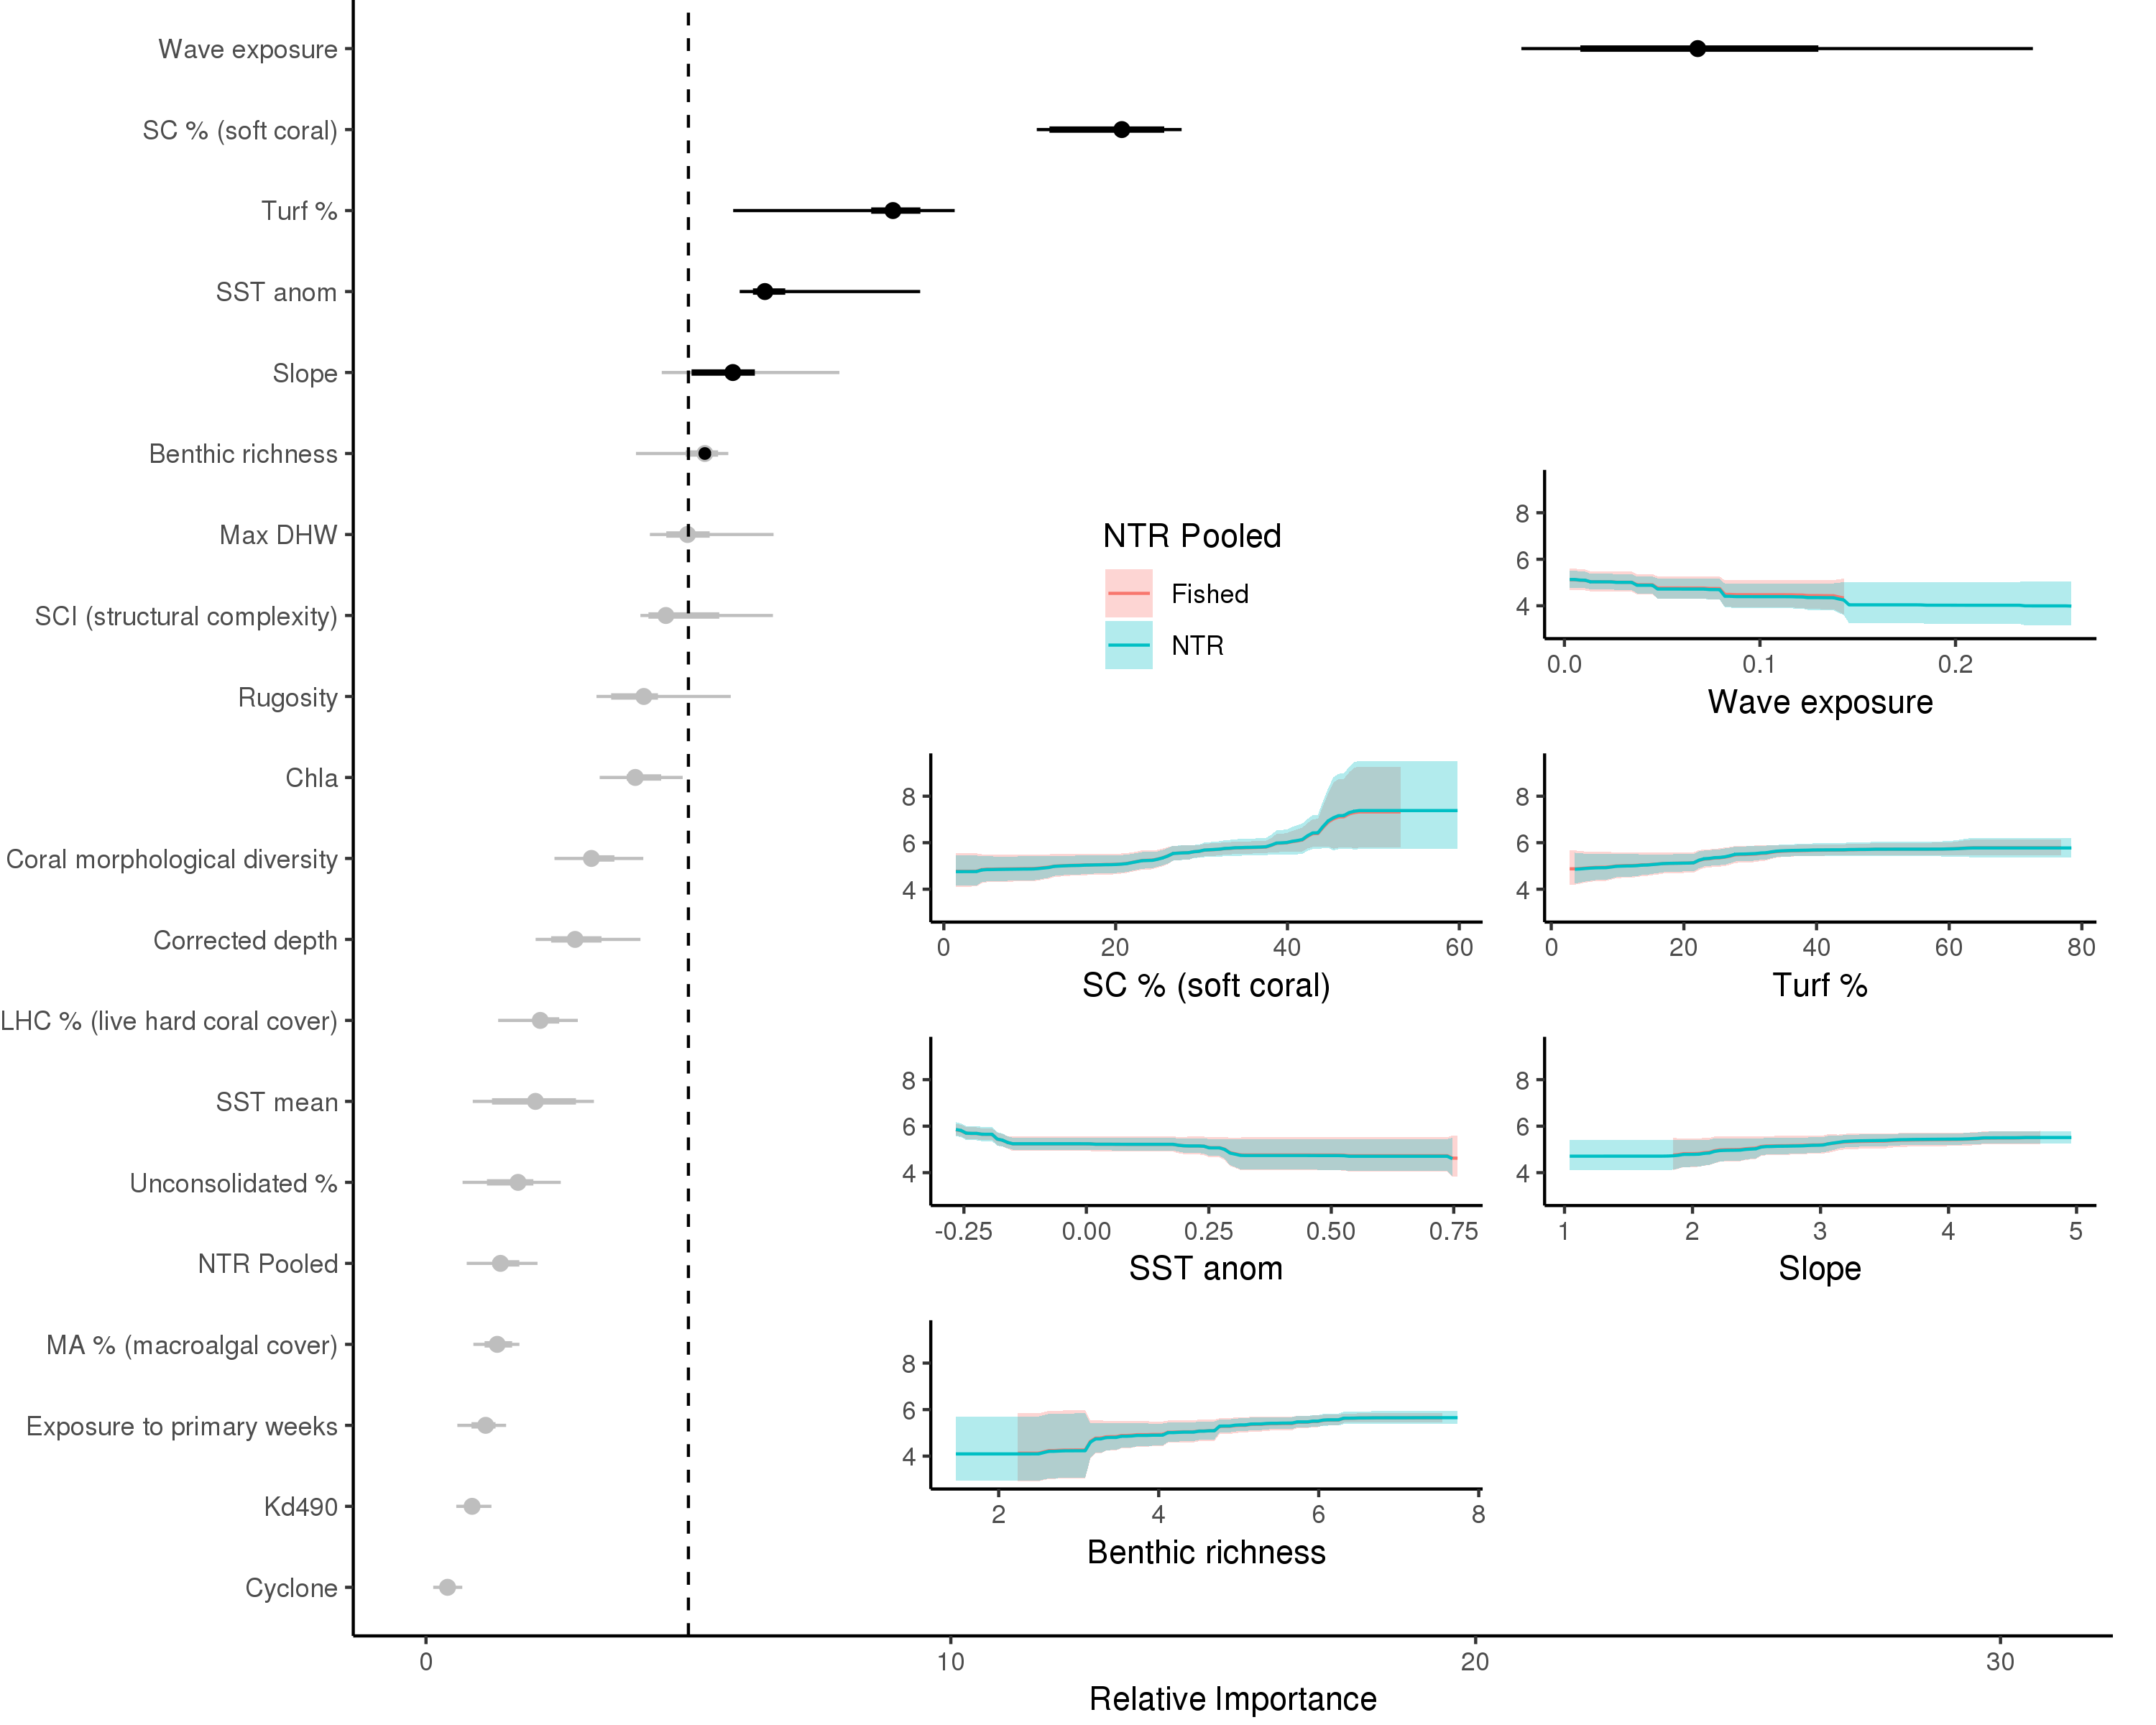 Wave exposure
SC % (soft coral)
Turf %
SST anom
Slope
Benthic richness
Max DHW
SCI (structural complexity)
Rugosity
Chla
Coral morphological diversity
Corrected depth
LHC % (live hard coral cover)
SST mean
Unconsolidated %
NTR Pooled
MA % (macroalgal cover)
Exposure to primary weeks
Kd490
Cyclone
0 10 20 30
Relative Importance
NTR Pooled
Fished
NTR
8
6
4
0.0 0.1 0.2
Wave exposure
8
6
4
0 20 40 60
SC % (soft coral)
8
6
4
0 20 40 60 80
Turf %
8
6
4
-0.25 0.00 0.25 0.50 0.75
SST anom
8
6
4
1 2 3 4 5
Slope
8
6
4
2 4 6 8
Benthic richness